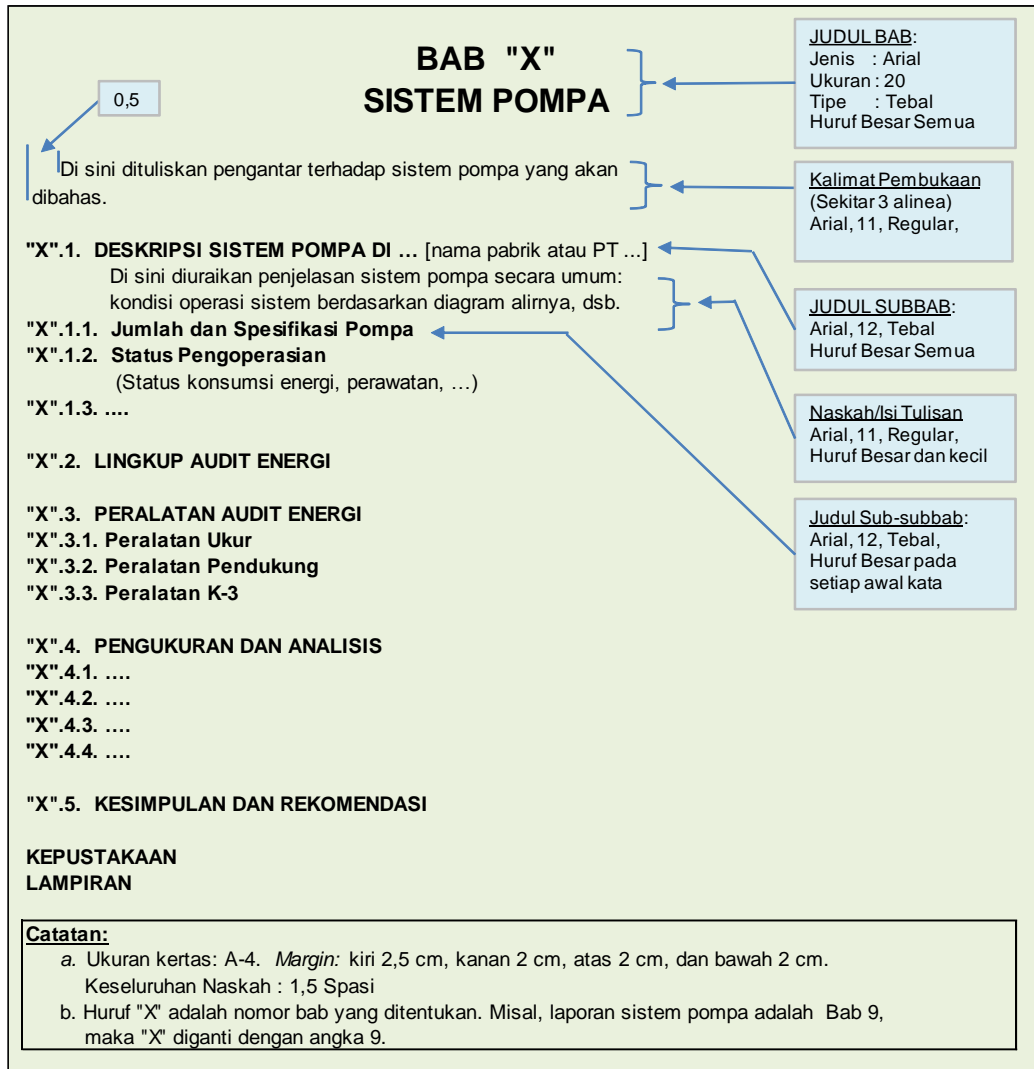 BAB "X"
SISTEM POMPA
JUDUL BAB:
Jenis : Arial
Ukuran : 20
Tipe : Tebal
Huruf Besar Semua
0,5
Di sini dituliskan pengantar terhadap sistem pompa yang akan
dibahas.
Kalimat Pembukaan
(Sekitar 3 alinea)
Arial, 11, Regular,
"X".1. DESKRIPSI SISTEM POMPA DI … [nama pabrik atau PT …]
Di sini diuraikan penjelasan sistem pompa secara umum:
kondisi operasi sistem berdasarkan diagram alirnya, dsb.
JUDUL SUBBAB:
Arial, 12, Tebal
Huruf Besar Semua
"X".1.1. Jumlah dan Spesifikasi Pompa
"X".1.2. Status Pengoperasian
(Status konsumsi energi, perawatan, …)
"X".1.3. ....
Naskah/Isi Tulisan
Arial, 11, Regular,
Huruf Besar dan kecil
"X".2. LINGKUP AUDIT ENERGI
"X".3. PERALATAN AUDIT ENERGI
"X".3.1. Peralatan Ukur
"X".3.2. Peralatan Pendukung
"X".3.3. Peralatan K-3
Judul Sub-subbab:
Arial, 12, Tebal,
Huruf Besar pada
setiap awal kata
"X".4. PENGUKURAN DAN ANALISIS
"X".4.1. ….
"X".4.2. ….
"X".4.3. ….
"X".4.4. ….
"X".5. KESIMPULAN DAN REKOMENDASI
KEPUSTAKAAN
LAMPIRAN
Catatan:
a. Ukuran kertas: A-4. Margin: kiri 2,5 cm, kanan 2 cm, atas 2 cm, dan bawah 2 cm.
Keseluruhan Naskah : 1,5 Spasi
b. Huruf "X" adalah nomor bab yang ditentukan. Misal, laporan sistem pompa adalah Bab 9,
maka "X" diganti dengan angka 9.